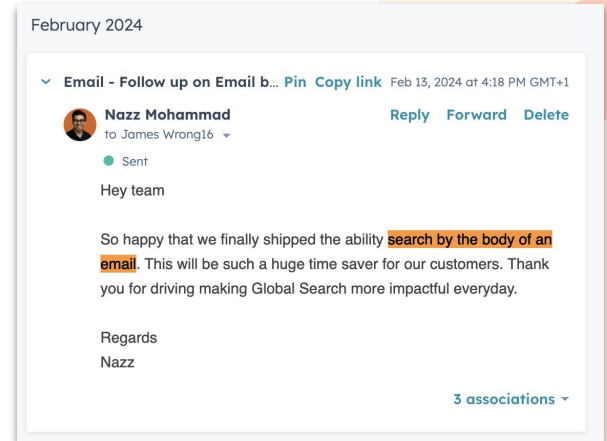 February 2024
Email - Follow up on Email b... Pin Copy link Feb 13, 2024 at 4:18 PM GMT+1
Nazz Mohammad Reply Forward Delete
to James Wrong16
Sent
Hey team
So happy that we finally shipped the ability search by the body of an
email. This will be such a huge time saver for our customers. Thank
you for driving making Global Search more impactful everyday.
Regards
Nazz
3 associations